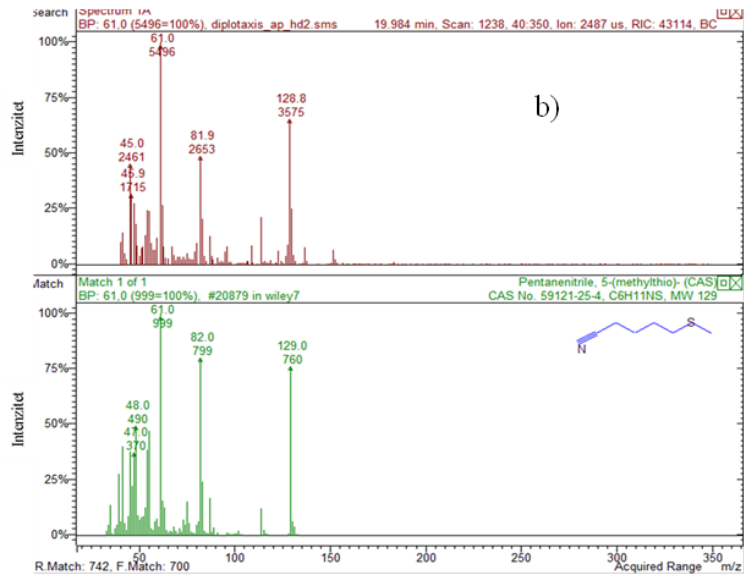 Search
Spectrum 1A
BP: 61.0 (5496=100%), diplotaxis_ap_hd2.sms
19.984 min, Scan: 1238, 40:350, Ion: 2487 us, RIC: 43114, BC
100%
75%
50%
25%
0%
Intenzitet
61.0
5496
128.8
3575
45.0
2461
45.9
1715
81.9
2653
b)
Match
Match 1 of 1
BP: 61.0 (999=100%), #20879 in wiley7
Pentanenitrile, 5-(methylthio)- (CAS)
CAS No. 59121-25-4, C6H11NS, MW 129
100%
75%
50%
25%
0%
Intenzitet
61.0
999
82.0
799
129.0
760
48.0
490
47.0
370
N
S
50
100
150
200
250
300
350
R.Match: 742, F.Match: 700
Acquired Range
m/z